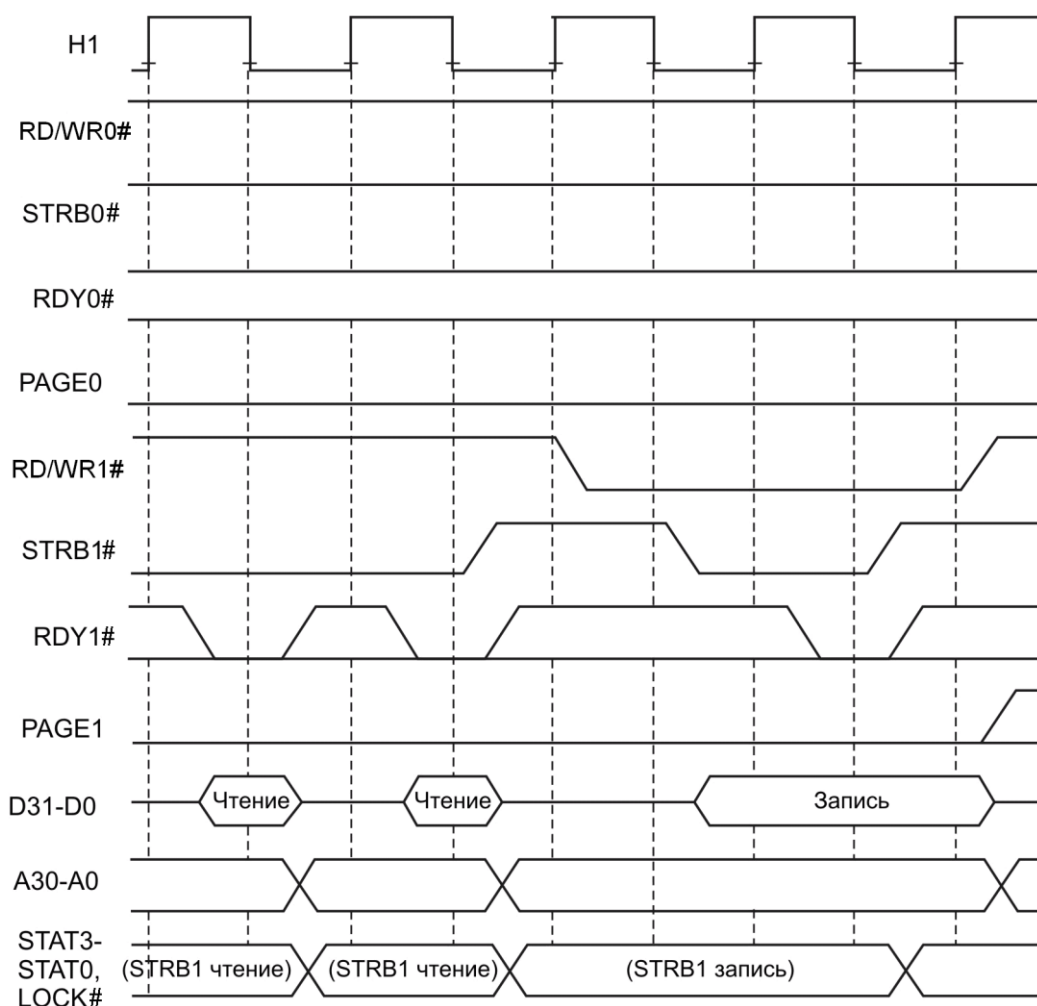 H1
RD/WR0#
STRB0#
RDY0#
PAGE0
RD/WR1#
STRB1#
RDY1#
PAGE1
D31-D0 Чтение Чтение Запись
A30-A0
STAT3-
STAT0, (STRB1 чтение) (STRB1 чтение) (STRB1 запись)
LOCK#